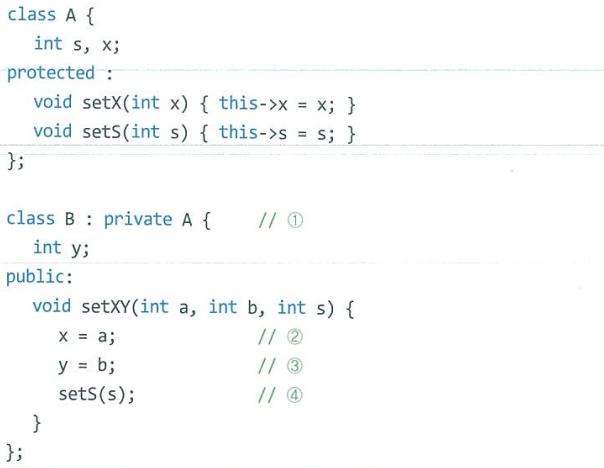 class A {
int s, x;
protected :
void setX(int x) { this->x = x; }
void setS(int s) { this->s = s; }
};
class B : private A { // ①
int y;
public:
void setXY(int a, int b, int s) {
x = a; // ②
y = b; // ③
setS(s); // ④
}
};